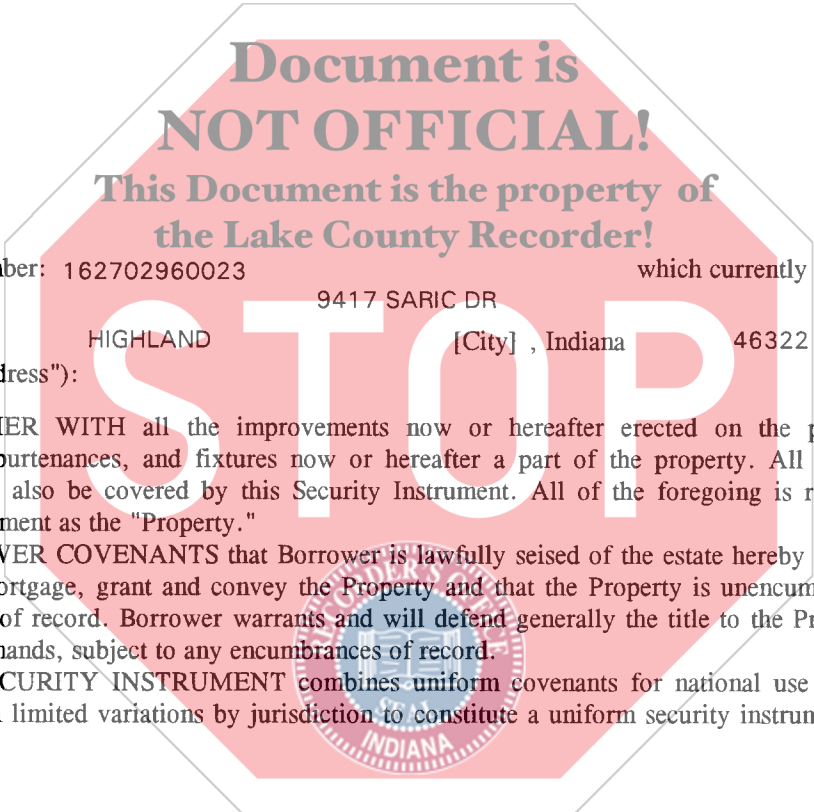 Document is
NOT OFFICIAL!
This Document is the property of
the Lake County Recorder!
ber: 162702960023 which currently
9417 SARIC DR
HIGHLAND [City] , Indiana 46322
dress"):
STOP
ER WITH all the improvements now or hereafter erected on the p
purtenances, and fixtures now or hereafter a part of the property. All
also be covered by this Security Instrument. All of the foregoing is r
ment as the "Property."
VER COVENANTS that Borrower is lawfully seised of the estate hereby
ortgage, grant and convey the Property and that the Property is unencum
of record. Borrower warrants and will defend generally the title to the Pr
hands, subject to any encumbrances of record.
CURITY INSTRUMENT combines uniform covenants for national use
limited variations by jurisdiction to constitute a uniform security instrum
RECORDER'S OFFICE
SEAL
INDIANA